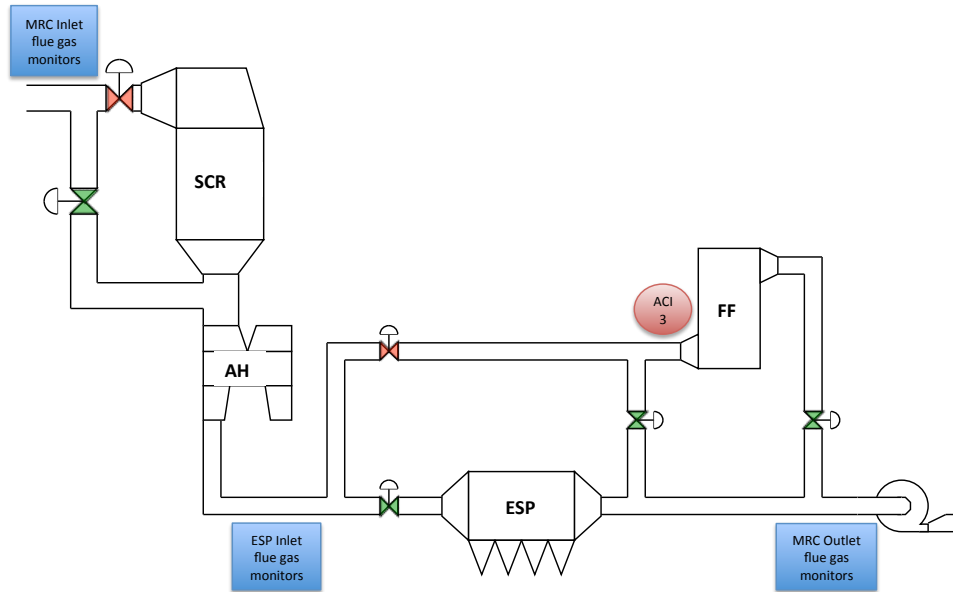 MRC Inlet
flue gas
monitors
SCR
ACI
3
FF
AH
ESP
ESP Inlet
flue gas
monitors
MRC Outlet
flue gas
monitors